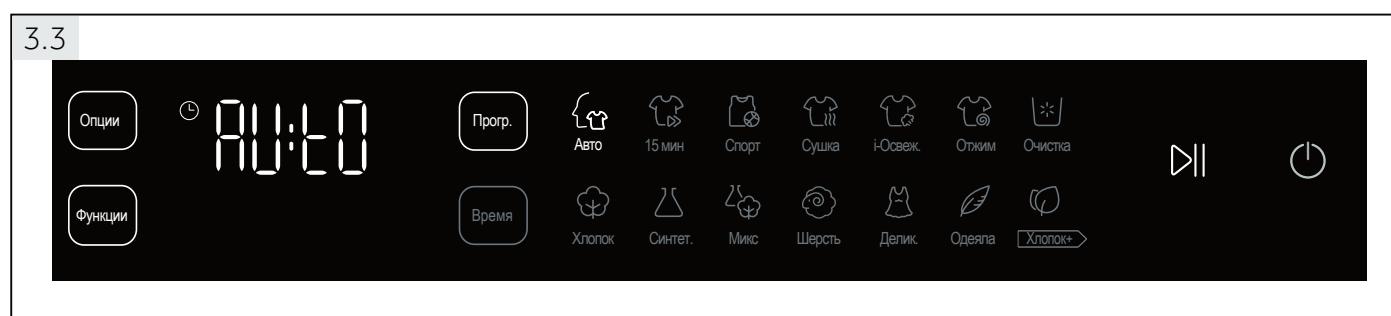 3.3
Опции
AU:t0
Прогр.
Авто
15 мин
Спорт
Сушка
i-Освеж.
Отжим
Очистка
Функции
Время
Хлопок
Синтет.
Микс
Шерсть
Делик.
Одеяла
Хлопок+